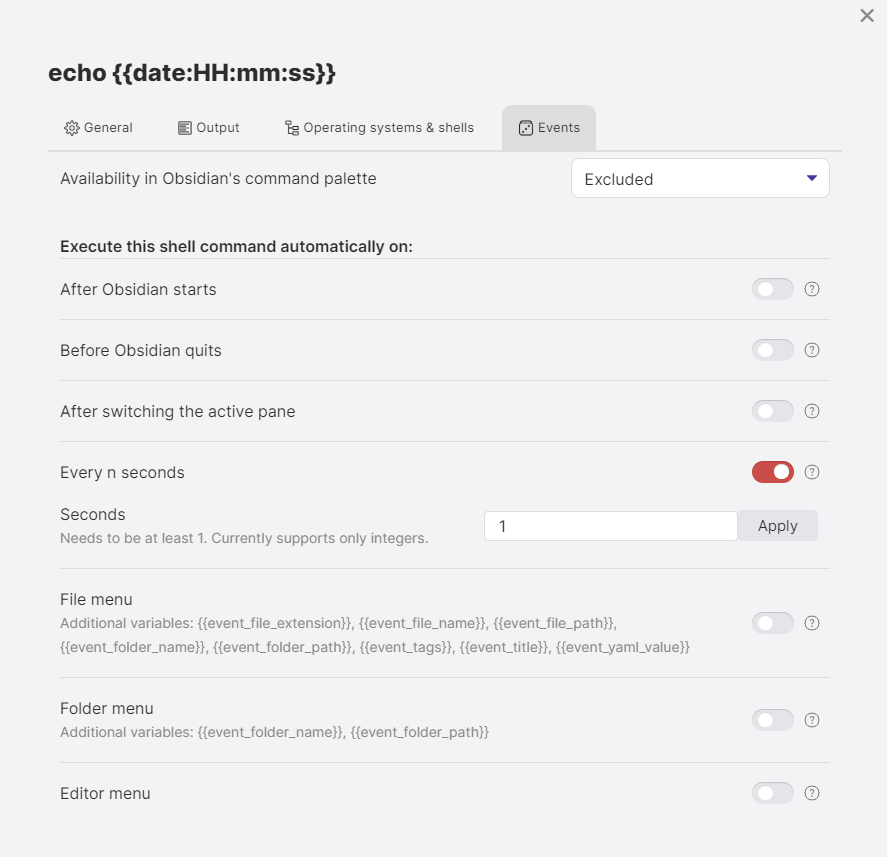 echo {{date:HH:mm:ss}}
General Output Operating systems & shells Events
Availability in Obsidian's command palette Excluded
Execute this shell command automatically on:
After Obsidian starts
Before Obsidian quits
After switching the active pane
Every n seconds
Seconds
Needs to be at least 1. Currently supports only integers.
1 Apply
File menu
Additional variables: {{event_file_extension}}, {{event_file_name}}, {{event_file_path}},
{{event_folder_name}}, {{event_folder_path}}, {{event_tags}}, {{event_title}}, {{event_yaml_value}}
Folder menu
Additional variables: {{event_folder_name}}, {{event_folder_path}}
Editor menu